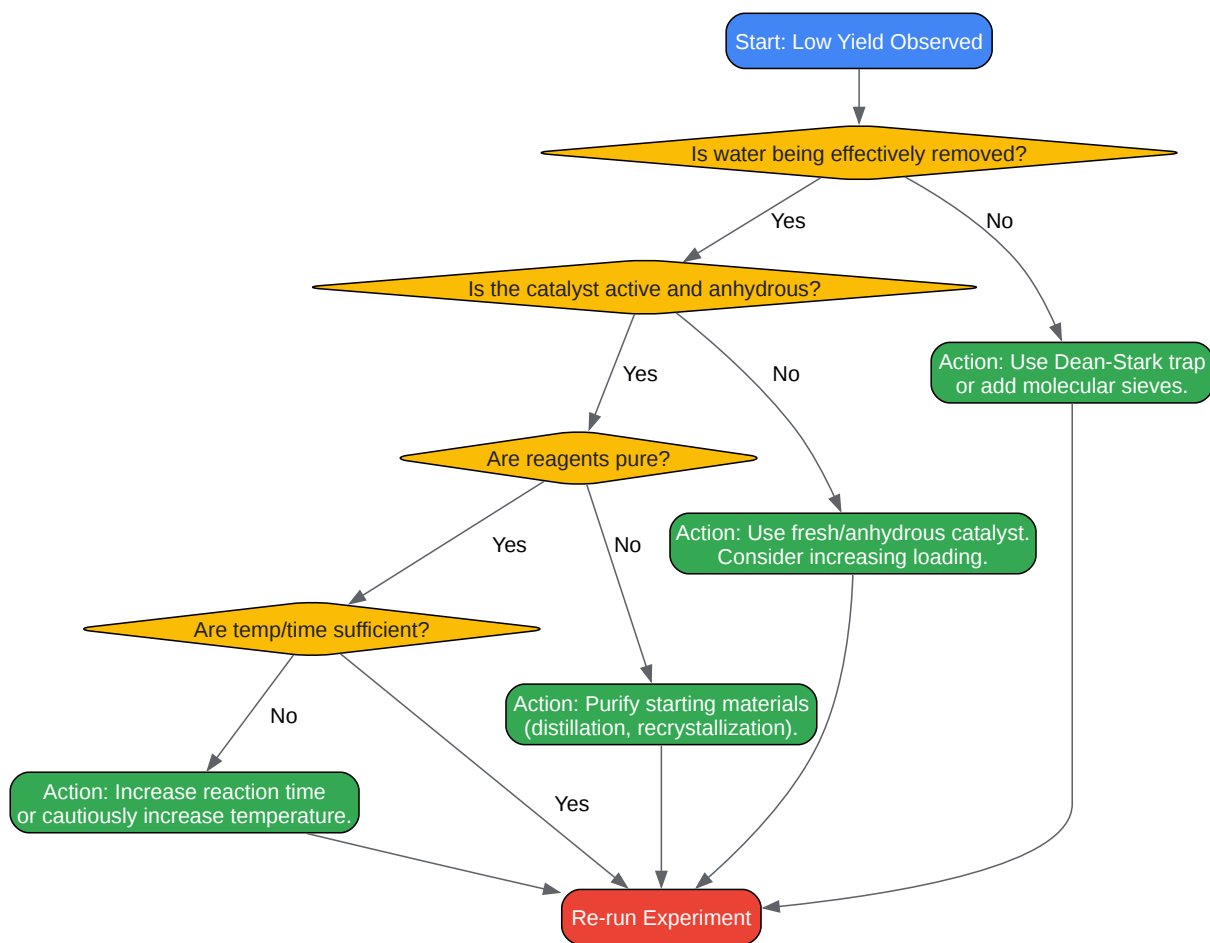 Start: Low Yield Observed
Is water being effectively removed?
Yes
No
Is the catalyst active and anhydrous?
Action: Use Dean-Stark trap
or add molecular sieves.
Yes
No
Are reagents pure?
Action: Use fresh/anhydrous catalyst.
Consider increasing loading.
Yes
No
Are temp/time sufficient?
Action: Purify starting materials
(distillation, recrystallization).
No
Yes
Action: Increase reaction time
or cautiously increase temperature.
Re-run Experiment